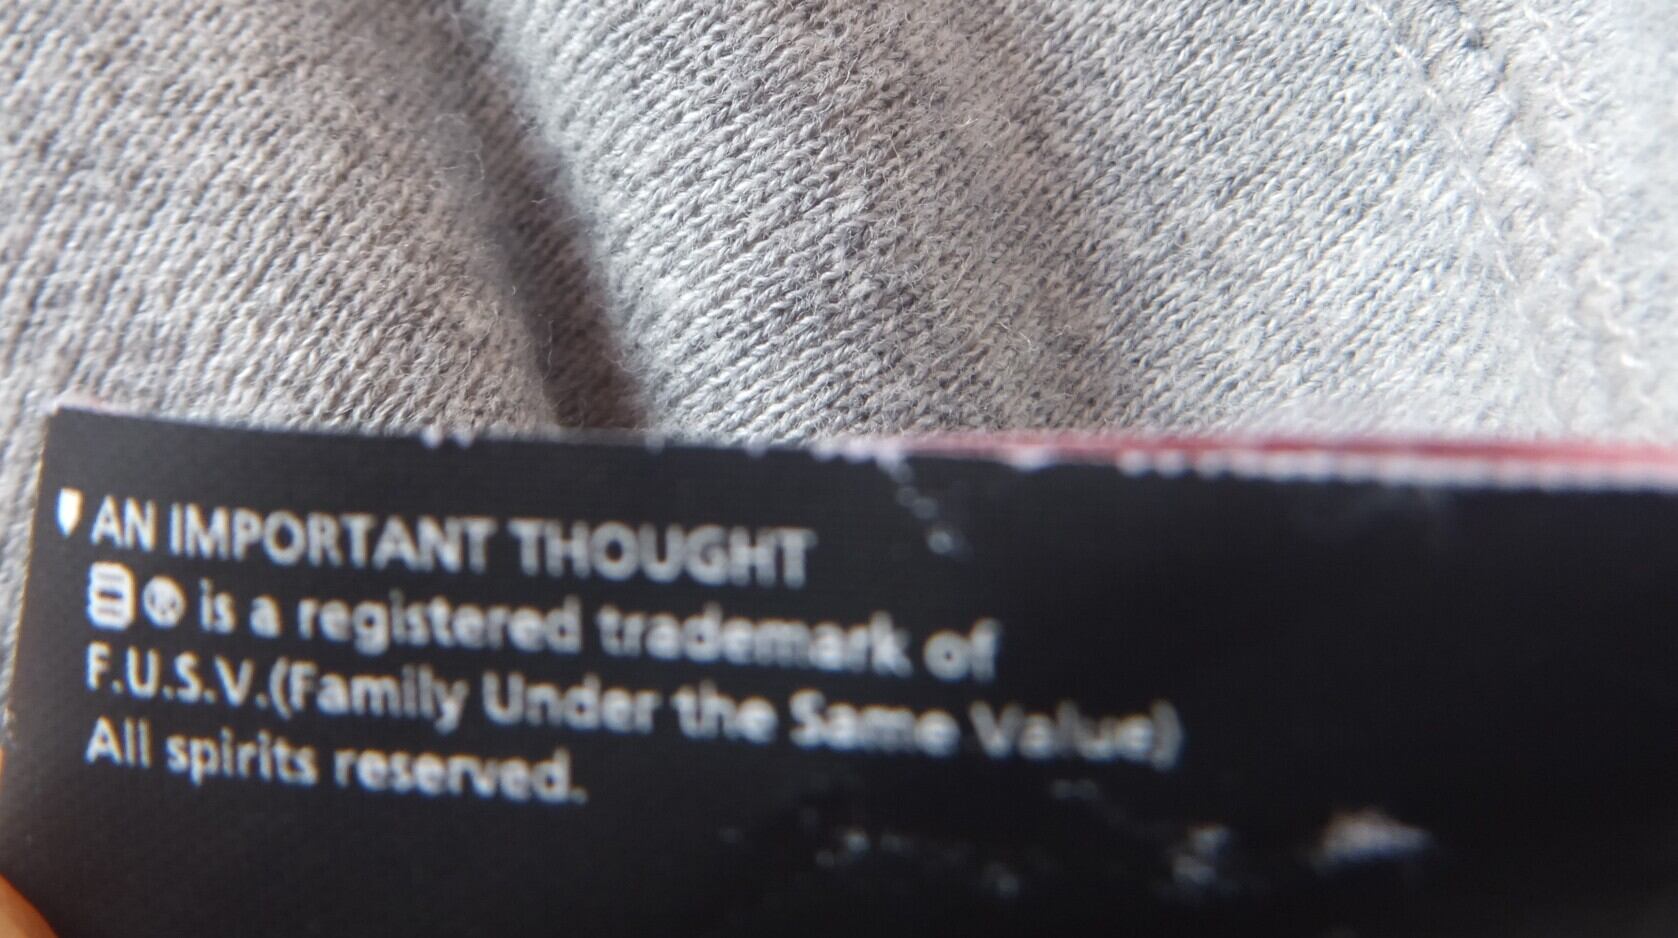 AN IMPORTANT THOUGHT
is a registered trademark of
F.U.S.V.(Family Under the Same Value)
All spirits reserved.